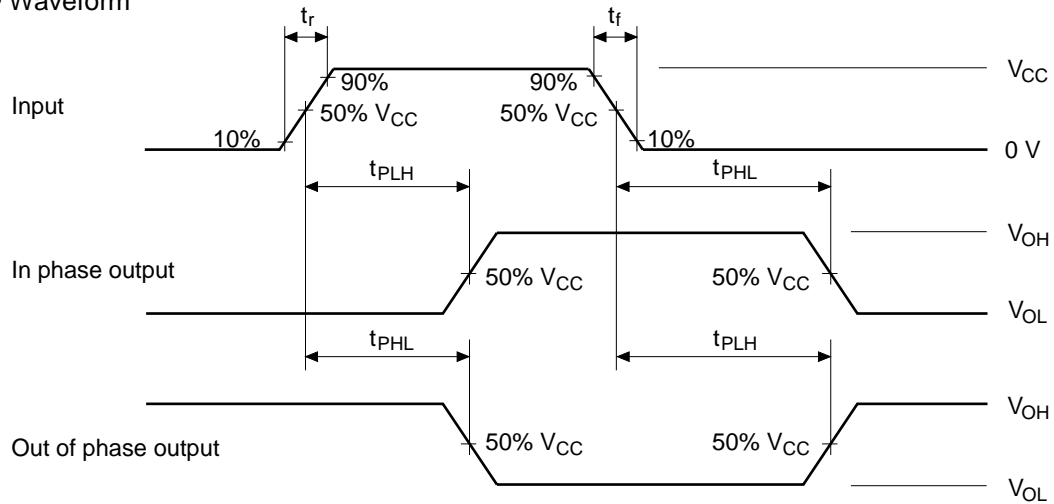 Waveform
tr
tf
90%
90%
VCC
Input
50% VCC
50% VCC
10%
10%
0 V
tPLH
tPHL
VOH
In phase output
50% VCC
50% VCC
VOL
tPHL
tPLH
VOH
Out of phase output
50% VCC
50% VCC
VOL